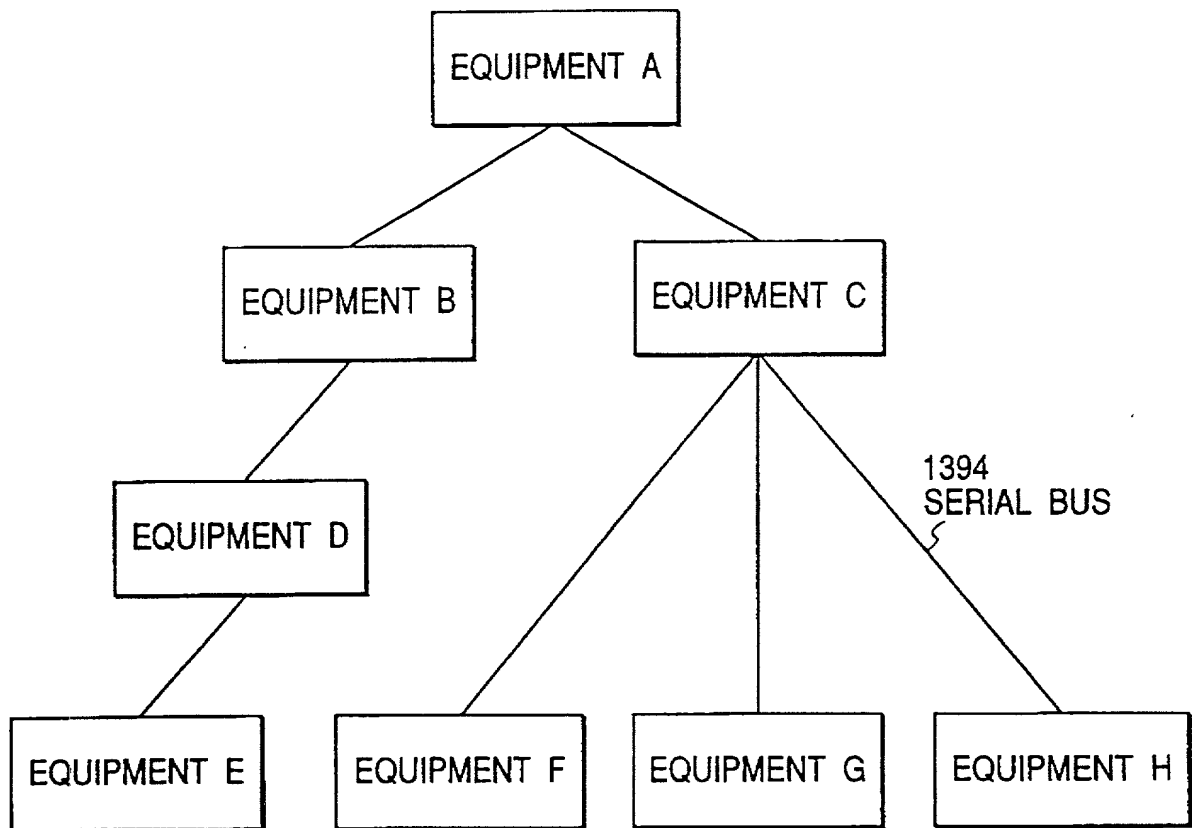 EQUIPMENT A
EQUIPMENT B
EQUIPMENT C
1394
SERIAL BUS
EQUIPMENT D
EQUIPMENT E
EQUIPMENT F
EQUIPMENT G
EQUIPMENT H